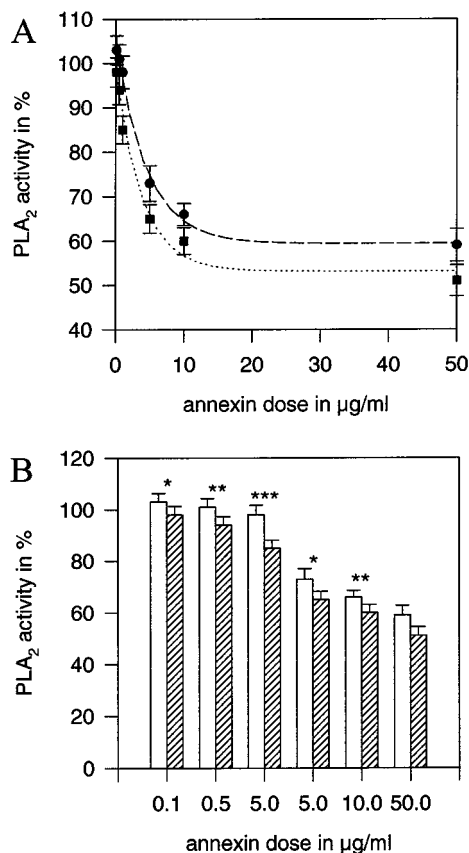 A
110
100
90
80
70
60
50
40
PLA₂ activity in %
0 10 20 30 40 50
annexin dose in µg/ml
B
120
100
80
60
40
20
0
PLA₂ activity in %
* ** *** * **
0.1 0.5 5.0 5.0 10.0 50.0
annexin dose in µg/ml